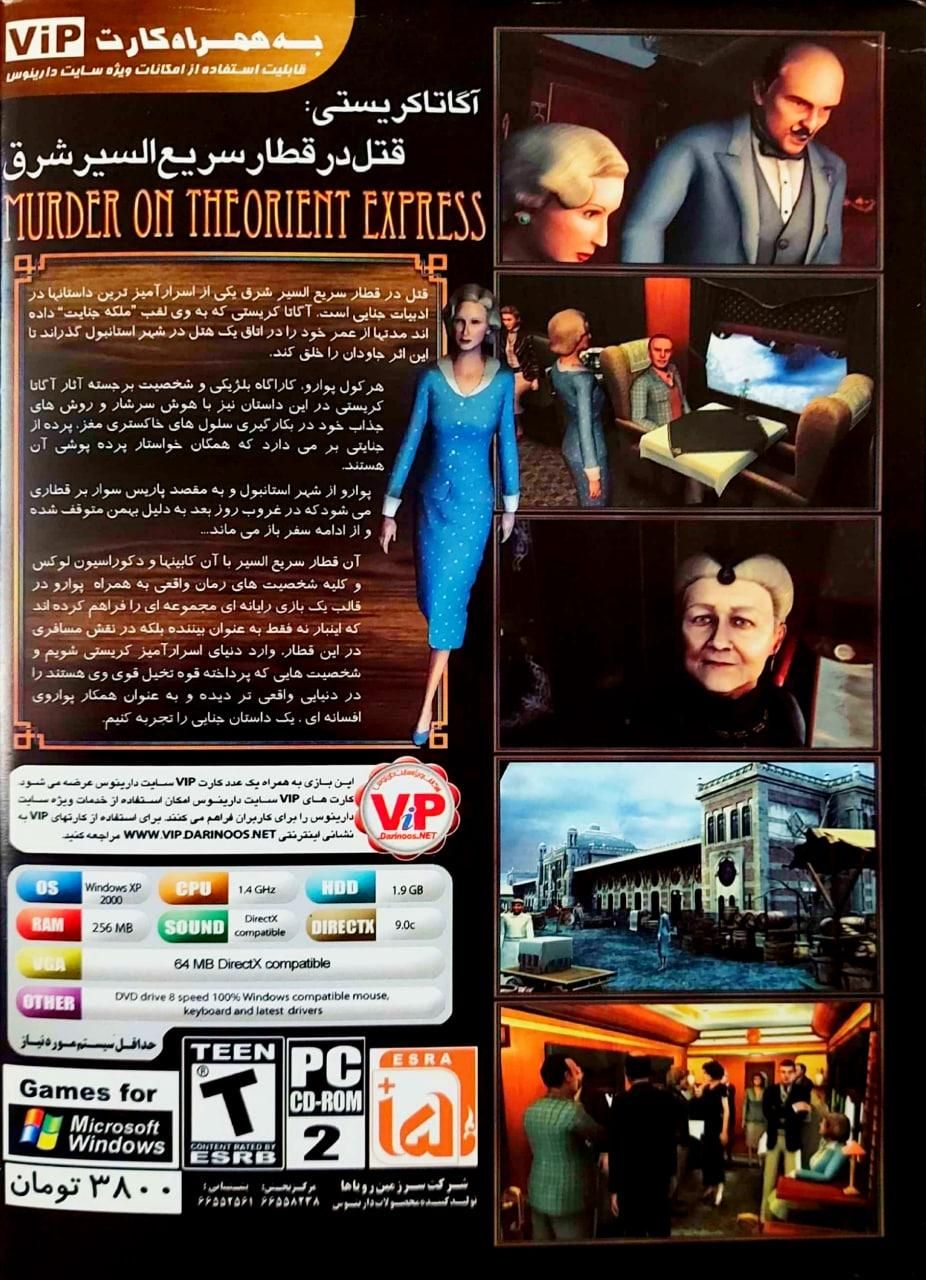 به همراه کارت ViP
قابلیت استفاده از امکانات ویژه سایت دارینوس
آگاتاکریستی:
قتل در قطار سریع السیر شرق
MURDER ON THEORIENT EXPRESS
قتل در قطار سریع السیر شرق یکی از اسرارآمیز ترین داستانها در
ادبیات جنایی است. آگاتا کریستی که به وی لقب "ملکه جنایت" داده
اند مدتها از عمر خود را در اتاق یک هتل در شهر استانبول گذراند تا
این اثر جاودان را خلق کند.
هرکول پوارو، کاراگاه بلژیکی و شخصیت برجسته آثار آگاتا
کریستی در این داستان نیز با هوش سرشار و روش های
جذاب خود در بکارگیری سلول های خاکستری مغز، پرده از
جنایتی بر می دارد که همگان خواستار پرده پوشی آن
هستند.
پوارو از شهر استانبول و به مقصد پاریس سوار بر قطاری
می شود که در غروب روز بعد به دلیل بهمن متوقف شده
و از ادامه سفر باز می ماند...
آن قطار سریع السیر با آن کابینها و دکوراسیون لوکس
و کلیه شخصیت های رمان واقعی به همراه پوارو در
قالب یک بازی رایانه ای مجموعه ای را فراهم کرده اند
که اینبار نه فقط به عنوان بیننده بلکه در نقش مسافری
در این قطار، وارد دنیای اسرارآمیز کریستی شویم و
شخصیت هایی که پرداخته قوه تخیل قوی وی هستند را
در دنیایی واقعی تر دیده و به عنوان همکار پواروی
افسانه ای، یک داستان جنایی را تجربه کنیم.
این بازی به همراه یک عدد کارت VIP سایت دارینوس عرضه می شود.
کارت های VIP سایت دارینوس امکان استفاده از خدمات ویژه سایت
دارینوس را برای کاربران فراهم می کنند. برای استفاده از کارتهای VIP به
نشانی اینترنتی WWW.VIP.DARINOOS.NET مراجعه کنید.
ViP
Darinoos.NET
OS Windows XP 2000 CPU 1.4 GHz HDD 1.9 GB
RAM 256 MB SOUND DirectX compatible DIRECTX 9.0c
VGA 64 MB DirectX compatible
OTHER DVD drive 8 speed 100% Windows compatible mouse,
keyboard and latest drivers
حداقل سیستم مورد نیاز
Games for
Microsoft
Windows
TEEN
T
CONTENT RATED BY
ESRB
PC
CD-ROM
2
ESRA
۳۸۰۰ تومان
شرکت سرزمین رویاها
تولیدکننده محصولات دارینوس
مرکز پخش: ۶۶۵۵۸۲۳۸
پشتیبانی: ۶۶۵۵۲۵۶۱